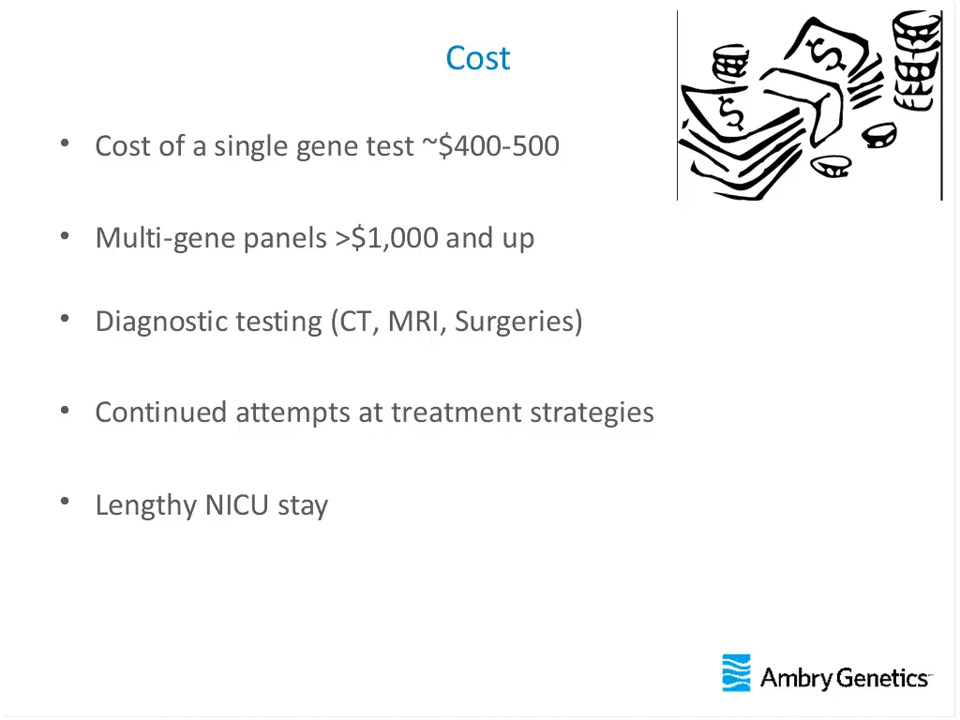 Cost
• Cost of a single gene test ~$400-500
• Multi-gene panels >$1,000 and up
• Diagnostic testing (CT, MRI, Surgeries)
• Continued attempts at treatment strategies
• Lengthy NICU stay
$
$
Ambry Genetics